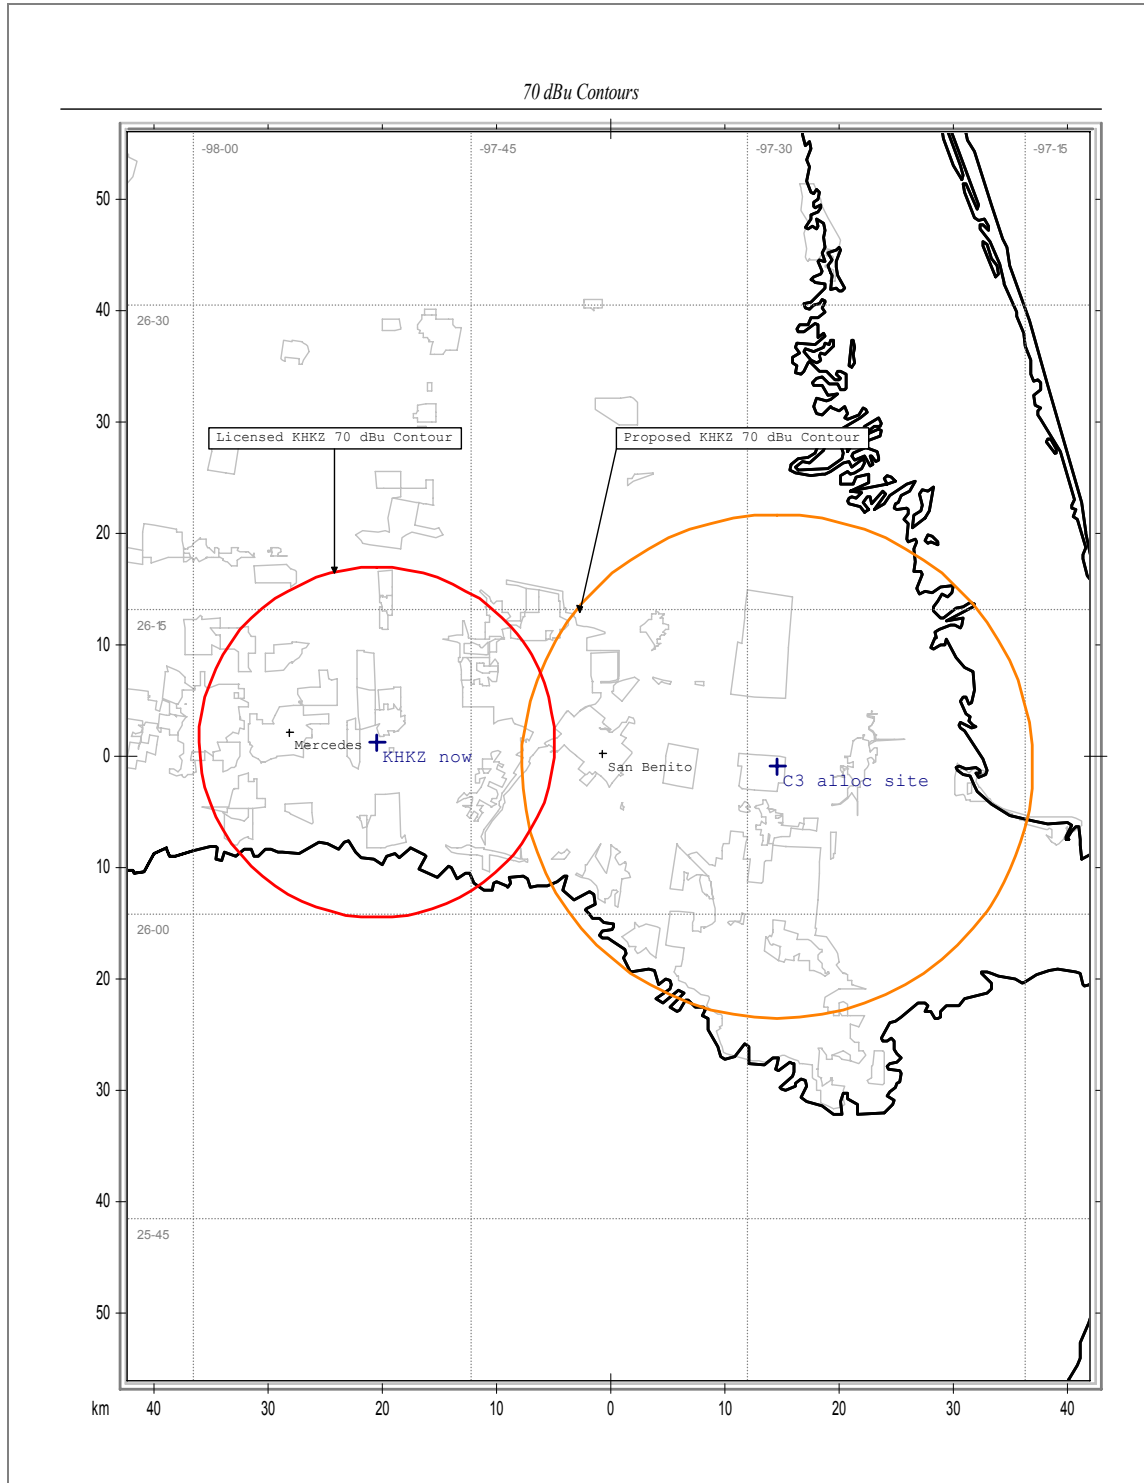 70 dBu Contours
-98-00 -97-45 -97-30 -97-15
50
40
26-30
30
Licensed KHKZ 70 dBu Contour Proposed KHKZ 70 dBu Contour
20
26-15
10
Mercedes
KHKZ now
0
San Benito
C3 alloc site
10
26-00
20
30
40
25-45
50
km 40 30 20 10 0 10 20 30 40